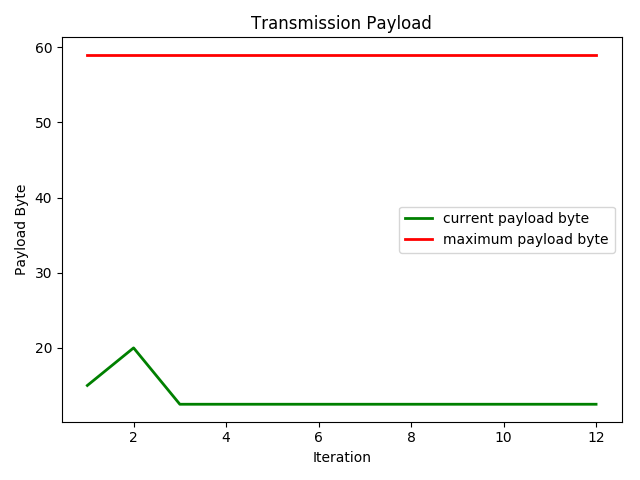 Transmission Payload
60
50
40
30
20
Payload Byte
current payload byte
maximum payload byte
2 4 6 8 10 12
Iteration